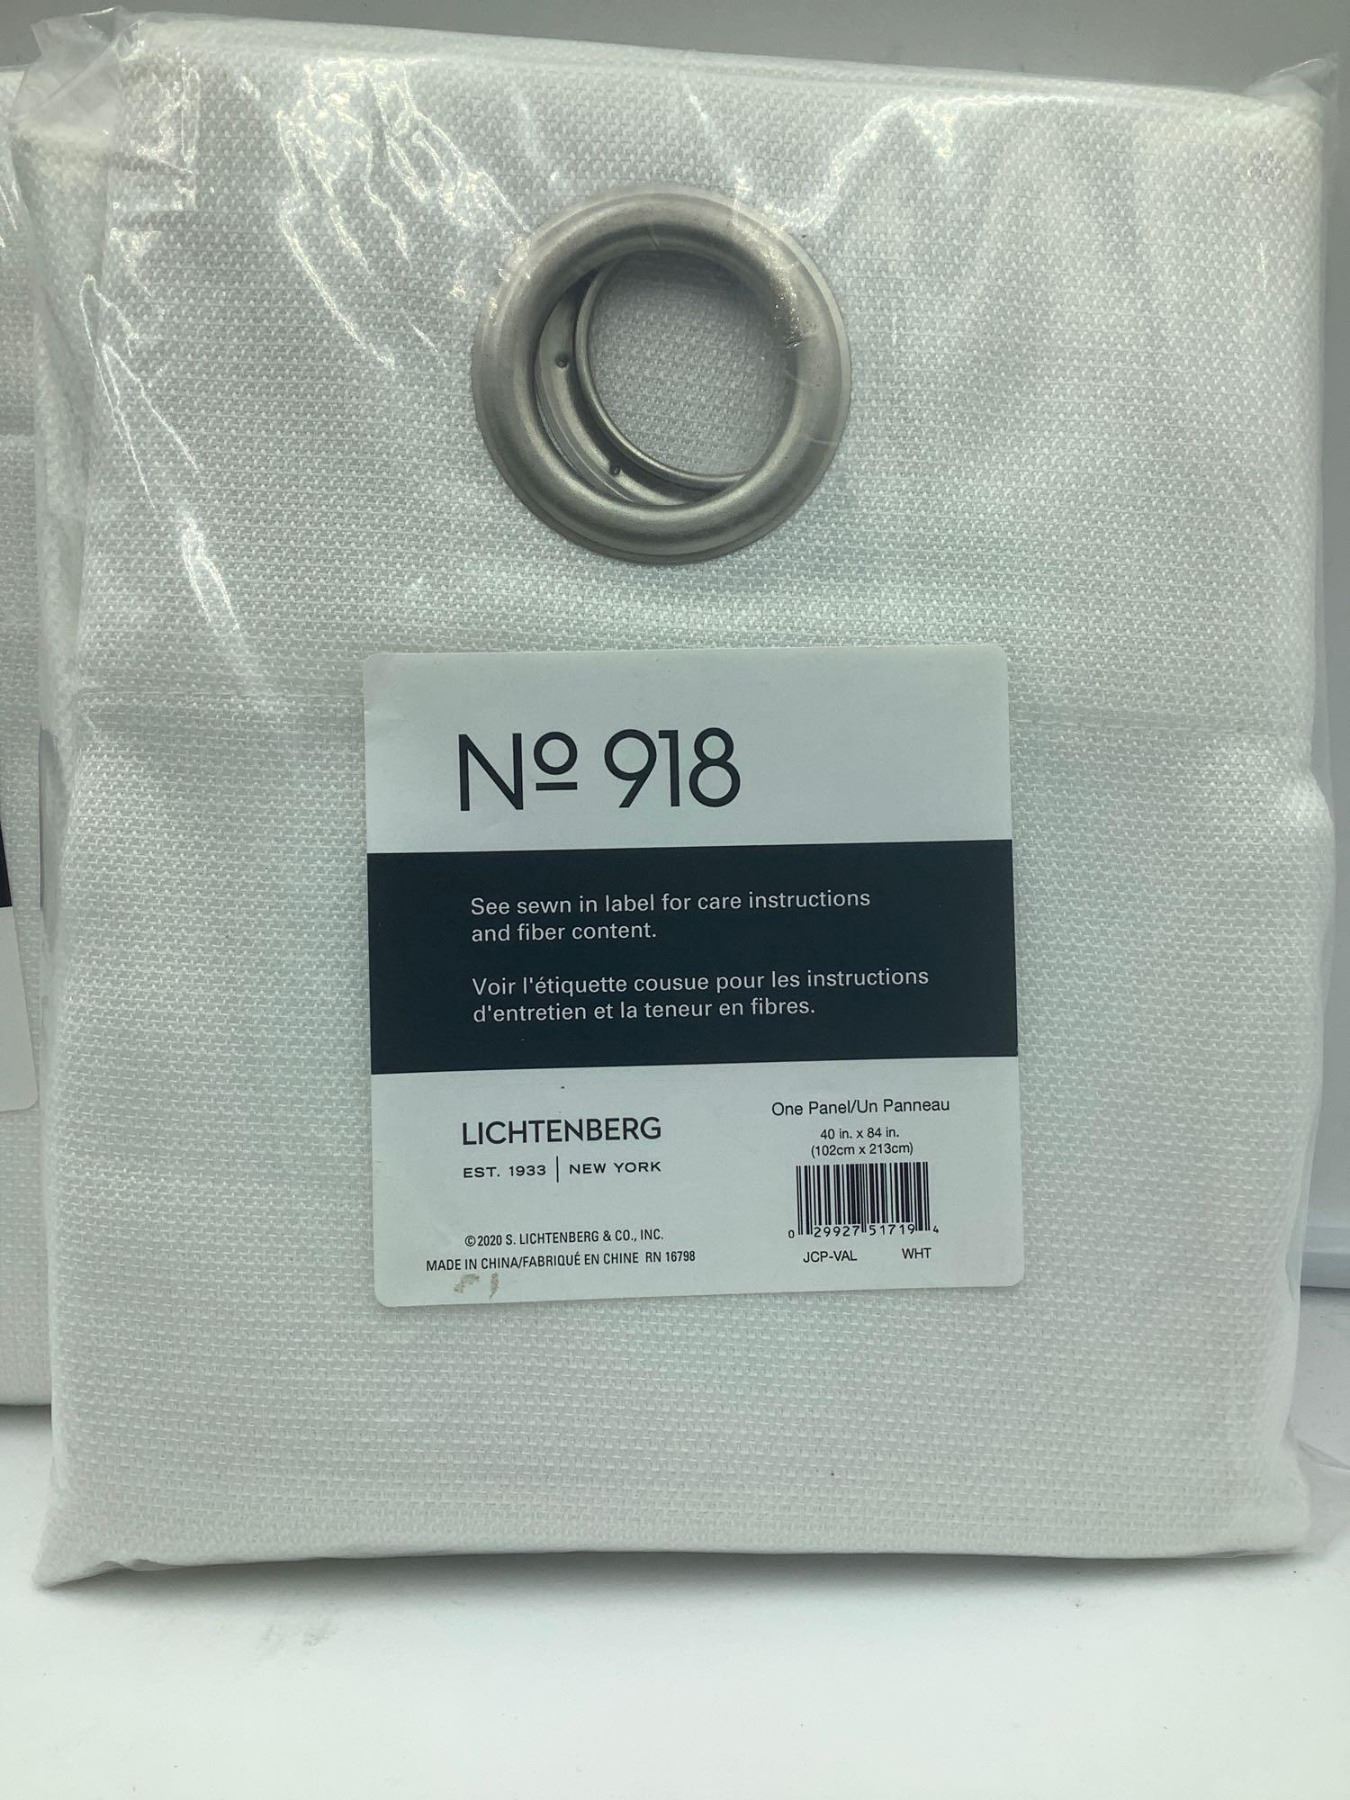 Nº 918
See sewn in label for care instructions
and fiber content.
Voir l'étiquette cousue pour les instructions
d'entretien et la teneur en fibres.
LICHTENBERG
EST. 1933 | NEW YORK
©2020 S. LICHTENBERG & CO., INC.
MADE IN CHINA/FABRIQUÉ EN CHINE RN 16798
One Panel/Un Panneau
40 in. x 84 in.
(102cm x 213cm)
0 29927 51719 4
JCP-VAL WHT